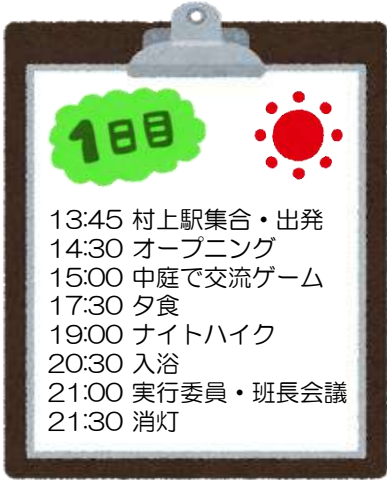 1日目
13:45 村上駅集合・出発
14:30 オープニング
15:00 中庭で交流ゲーム
17:30 夕食
19:00 ナイトハイク
20:30 入浴
21:00 実行委員・班長会議
21:30 消灯